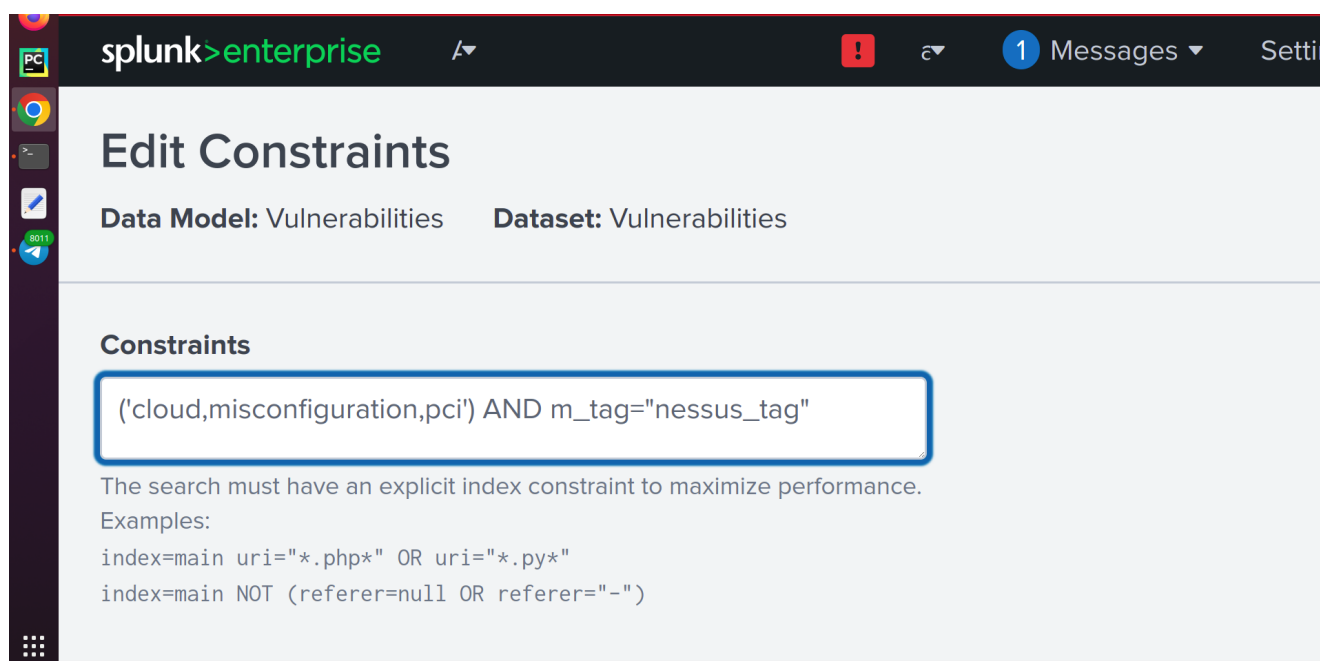 splunk>enterprise
! 1 Messages
Edit Constraints
Data Model: Vulnerabilities Dataset: Vulnerabilities
Constraints
('cloud,misconfiguration,pci') AND m_tag="nessus_tag"
The search must have an explicit index constraint to maximize performance.
Examples:
index=main uri="*.php*" OR uri="*.py*"
index=main NOT (referer=null OR referer="-")
PC
8011